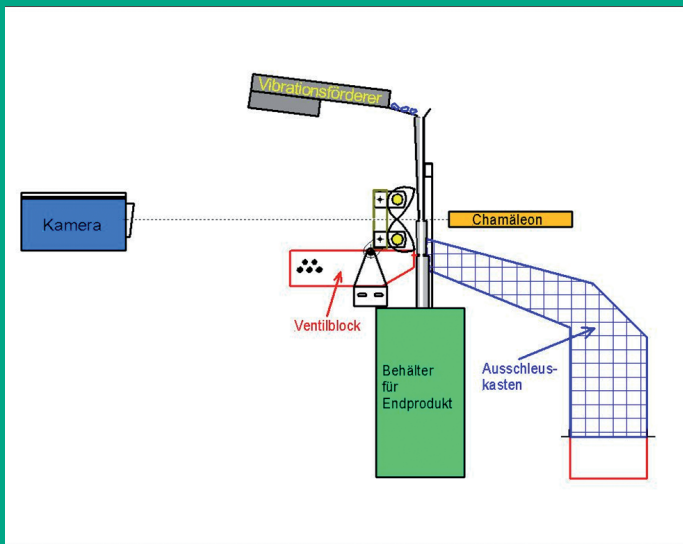 Vibrationsförderer
Kamera
Chamäleon
Ventilblock
Behälter
für
Endprodukt
Ausschleus-
kasten